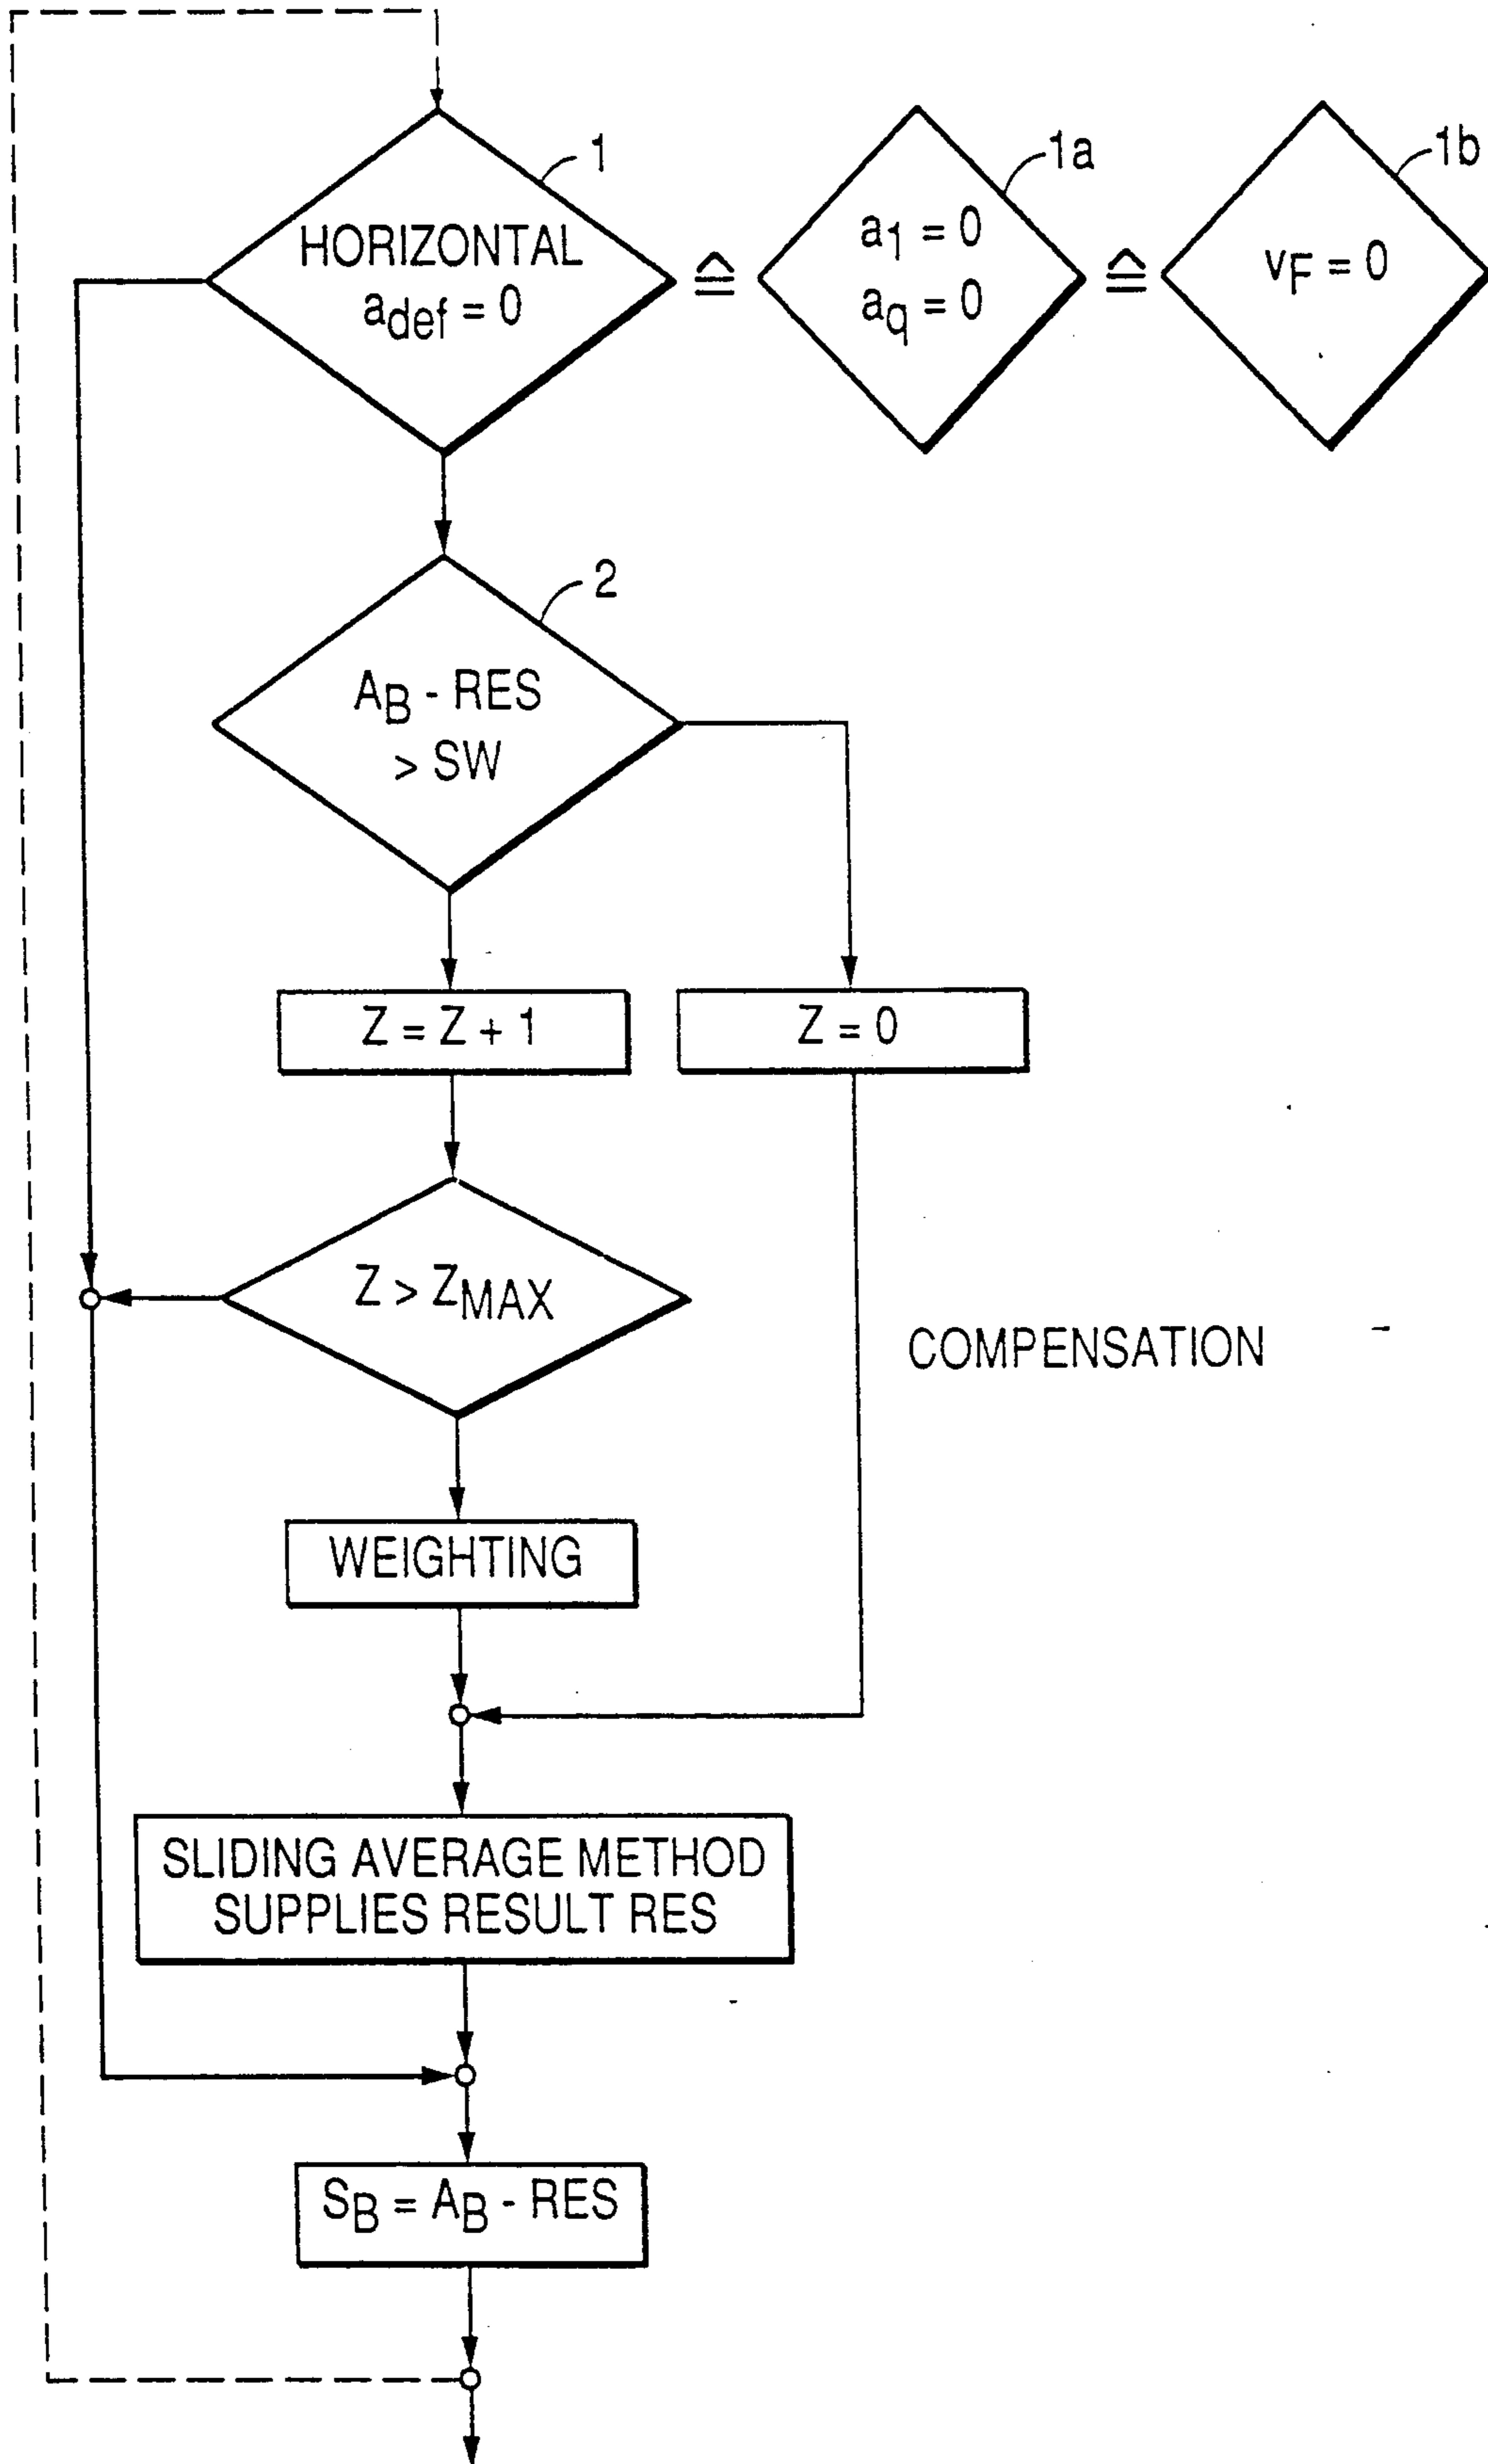 1
HORIZONTAL
a_def = 0
≙
1a
a_1 = 0
a_q = 0
≙
1b
v_F = 0
2
A_B - RES
> SW
Z = Z + 1
Z = 0
Z > Z_MAX
COMPENSATION
WEIGHTING
SLIDING AVERAGE METHOD
SUPPLIES RESULT RES
S_B = A_B - RES